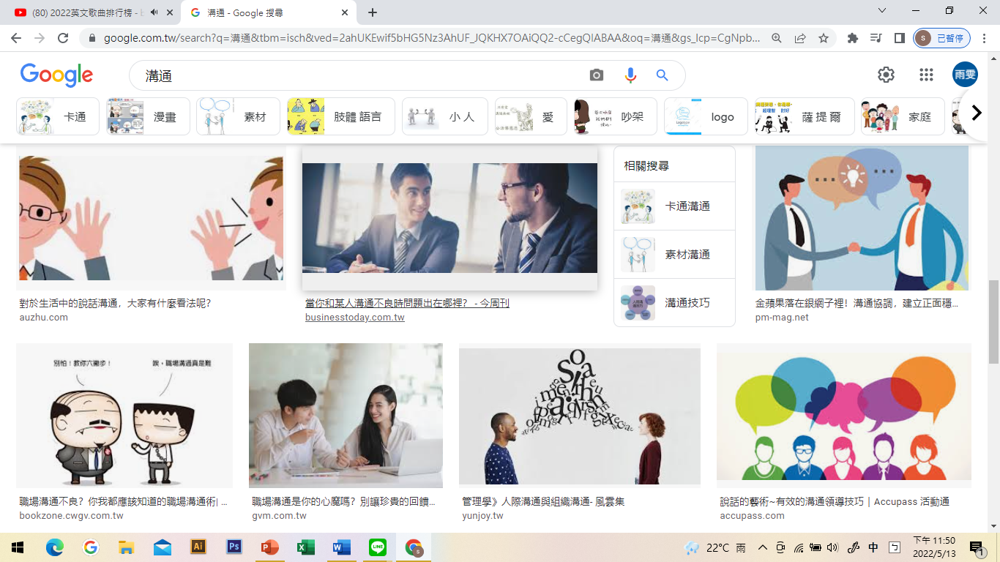 (80) 2022英文歌曲排行榜 - b
溝通 - Google 搜尋
google.com.tw/search?q=溝通&tbm=isch&ved=2ahUKEwif5bHG5Nz3AhUF_JQKHX7OAiQQ2-cCegQIABAA&oq=溝通&gs_lcp=CgNpb...
S 已暫停
Google
溝通
雨雯
卡通
漫畫
素材
肢體 語言
小 人
愛
吵架
logo
薩 提 爾
家庭
相關搜尋
卡通溝通
素材溝通
溝通技巧
對於生活中的說話溝通，大家有什麼看法呢？
auzhu.com
當你和某人溝通不良時問題出在哪裡？ - 今周刊
businesstoday.com.tw
金蘋果落在銀網子裡！溝通協調，建立正面穩...
pm-mag.net
別怕！教你六撇步！
唉，職場溝通真是難
職場溝通不良？你我都應該知道的職場溝通術| ...
bookzone.cwgv.com.tw
職場溝通是你的心魔嗎？別讓珍貴的回饋...
gvm.com.tw
管理學》人際溝通與組織溝通- 風雲集
yunjoy.tw
說話的藝術~有效的溝通領導技巧｜Accupass 活動通
accupass.com
Ai
Ps
P
X
W
LINE
S
22°C 雨
中
ㄅ
下午 11:50
2022/5/13
1